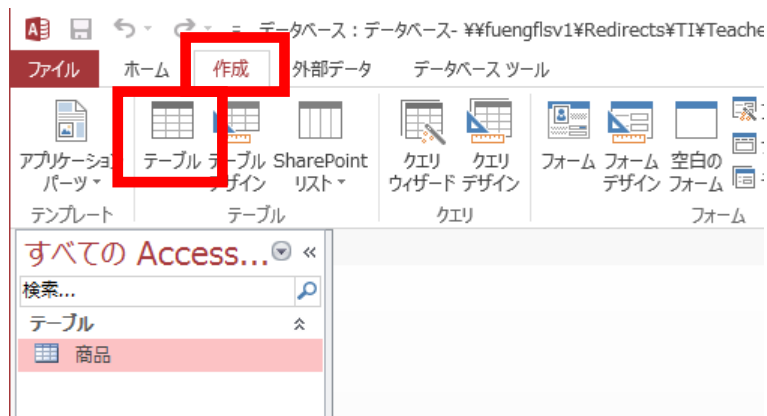 データベース : データベース- ¥¥fuengflsv1¥Redirects¥TI¥Teache
ファイル ホーム 作成 外部データ データベース ツール
アプリケーション パーツ
テーブル
テーブル デザイン
SharePoint リスト
クエリ ウィザード
クエリ デザイン
フォーム
フォーム デザイン
空白の フォーム
テンプレート テーブル クエリ フォーム
すべての Access... «
検索...
テーブル
商品